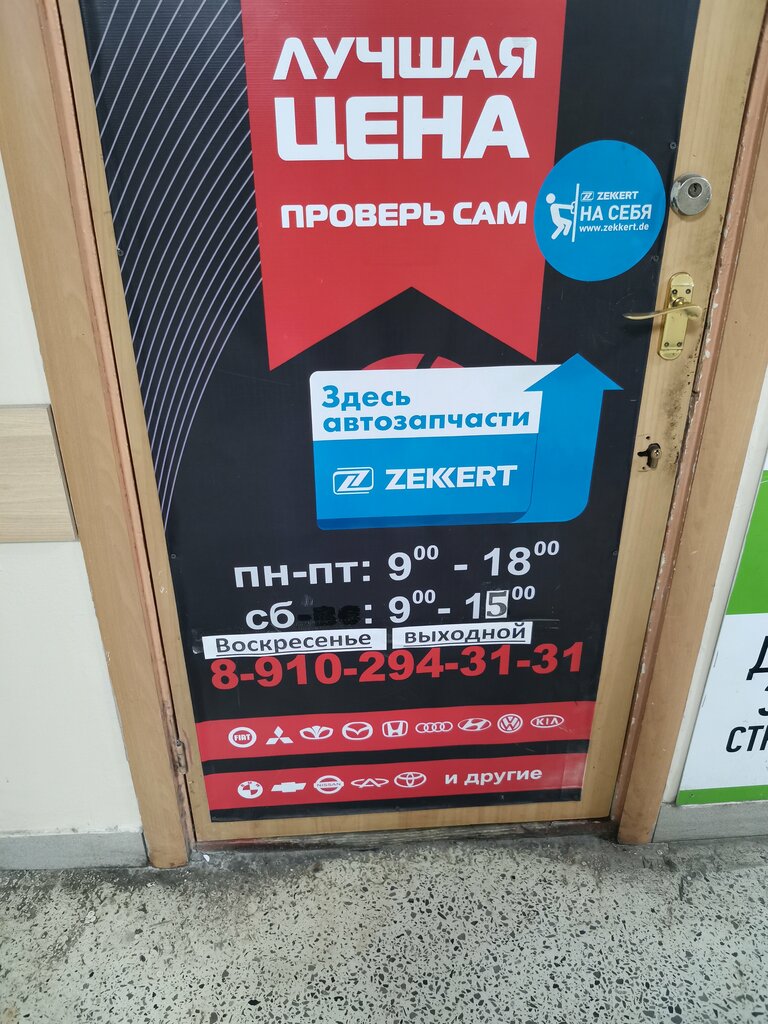 ЛУЧШАЯ
ЦЕНА
ПРОВЕРЬ САМ
ZEKKERT
НА СЕБЯ
www.zekkert.de
Здесь
автозапчасти
ZEKKERT
пн-пт: 9⁰⁰ - 18⁰⁰
сб : 9⁰⁰ - 15⁰⁰
Воскресенье выходной
8-910-294-31-31
FIAT KIA
NISSAN и другие